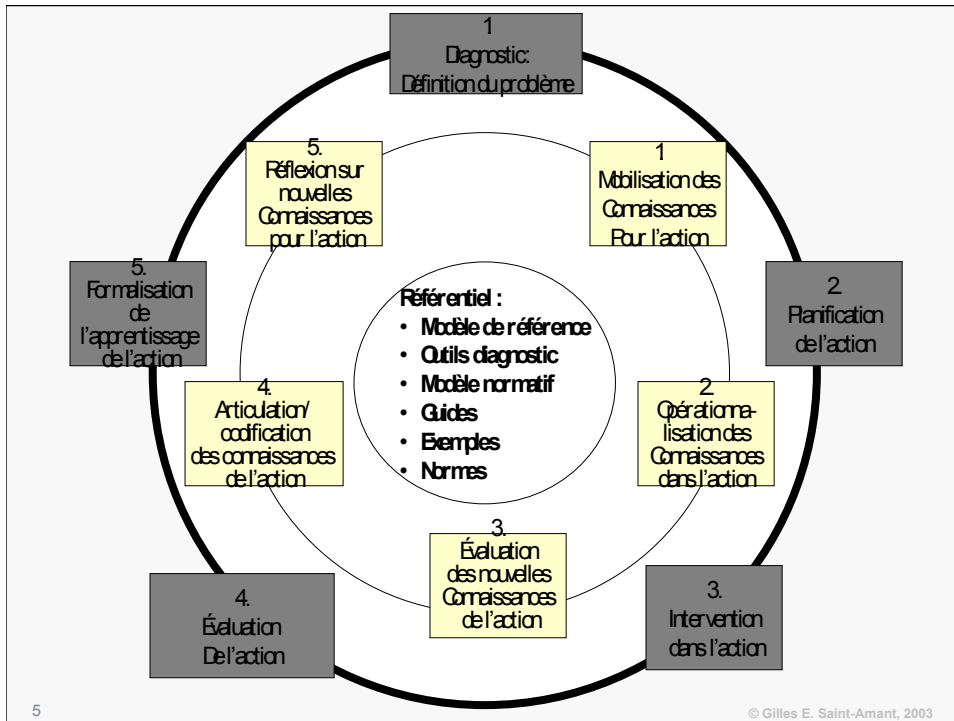 1.
Diagnostic:
Définition du problème
5.
Réflexion sur
nouvelles
Connaissances
pour l'action
1.
Mobilisation des
Connaissances
Pour l'action
5.
Formalisation
de
l'apprentissage
de l'action
Référentiel :
• Modèle de référence
• Outils diagnostic
• Modèle normatif
• Guides
• Exemples
• Normes
2.
Planification
de l'action
4.
Articulation/
codification
des connaissances
de l'action
2.
Opérationna-
lisation des
Connaissances
dans l'action
3.
Évaluation
des nouvelles
Connaissances
de l'action
4.
Évaluation
De l'action
3.
Intervention
dans l'action
5
© Gilles E. Saint-Amant, 2003